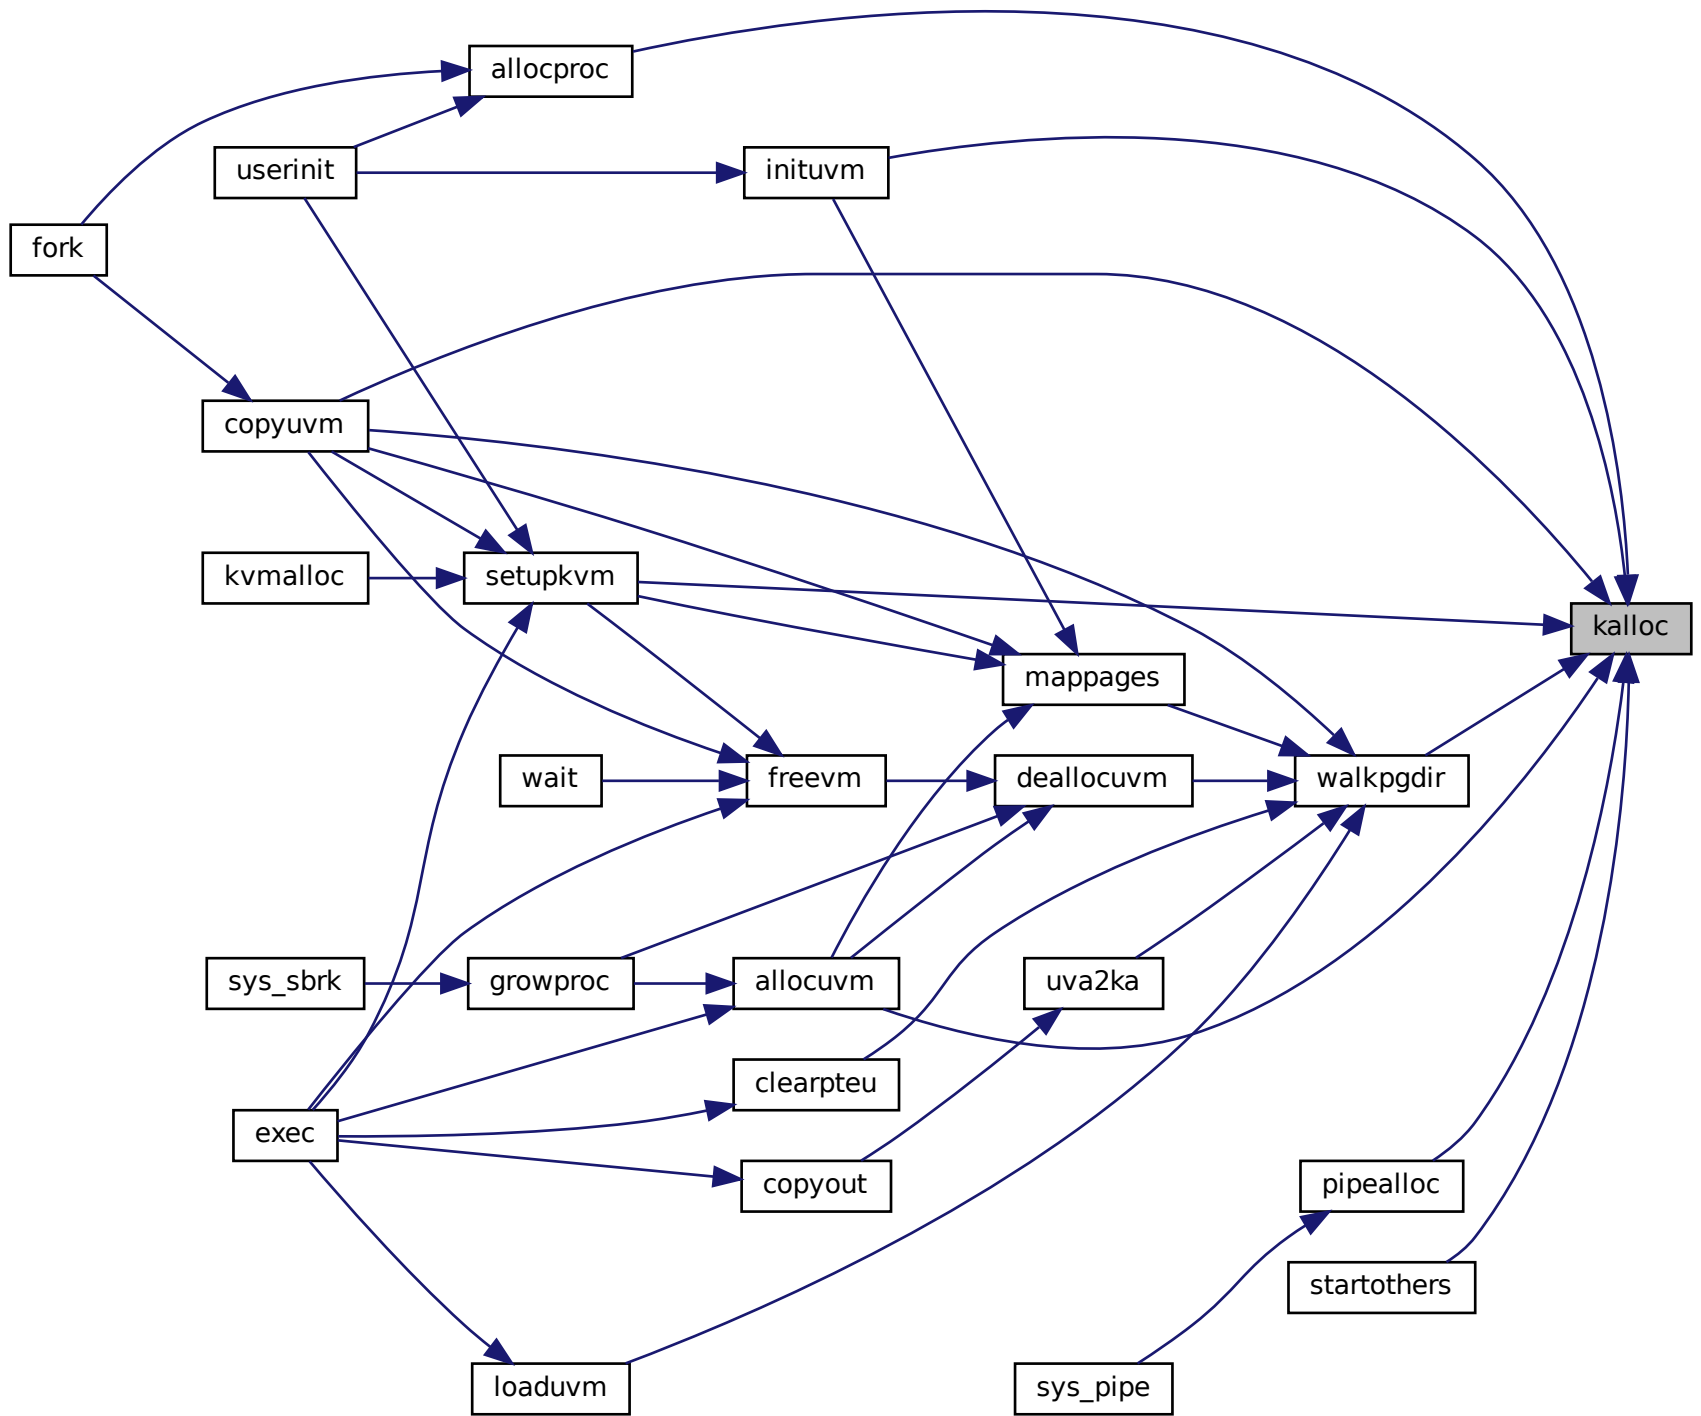 allocproc
userinit
inituvm
fork
copyuvm
kvmalloc
setupkvm
kalloc
mappages
wait
freevm
deallocuvm
walkpgdir
sys_sbrk
growproc
allocuvm
uva2ka
clearpteu
exec
copyout
pipealloc
startothers
loaduvm
sys_pipe